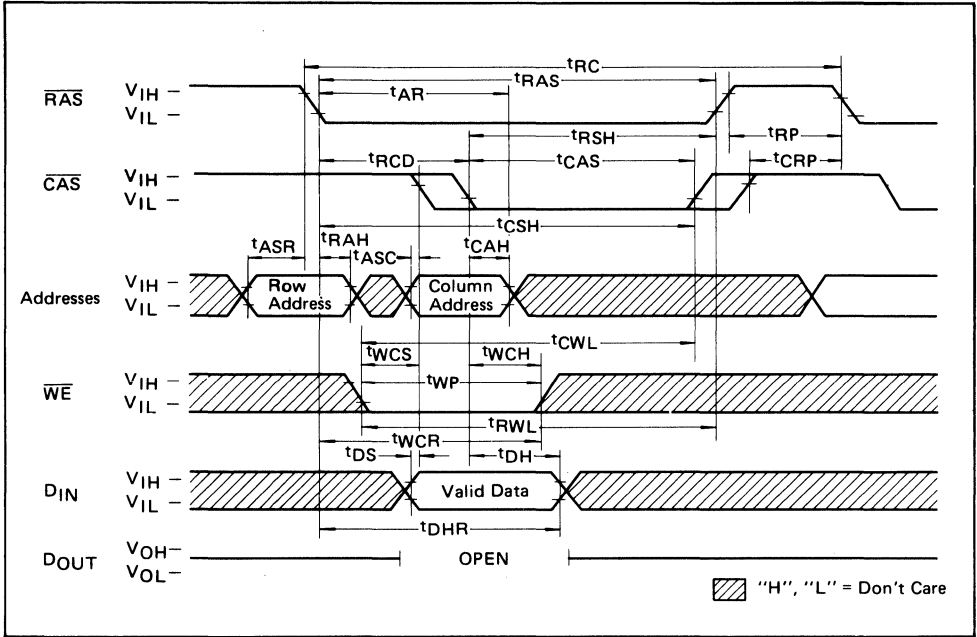 tRC
tRAS
tAR
RAS
VIH –
VIL –
tRSH
tRP
tRCD
tCAS
tCRP
CAS
VIH –
VIL –
tCSH
tASR
tRAH
tASC
tCAH
Addresses
VIH –
VIL –
Row
Address
Column
Address
tCWL
tWCS
tWCH
WE
VIH –
VIL –
tWP
tRWL
tWCR
tDS
tDH
DIN
VIH –
VIL –
Valid Data
tDHR
DOUT
VOH –
VOL –
OPEN
"H", "L" = Don't Care